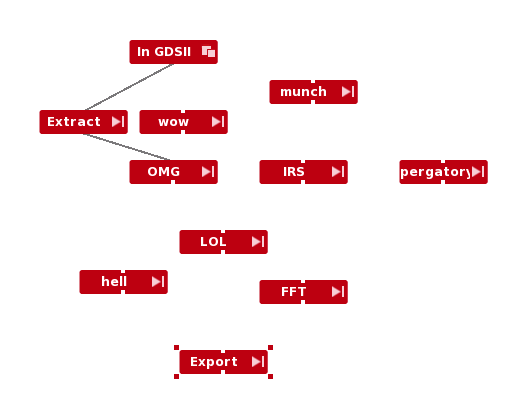 In GDSII
munch
Extract
wow
OMG
IRS
pergatory
LOL
hell
FFT
Export